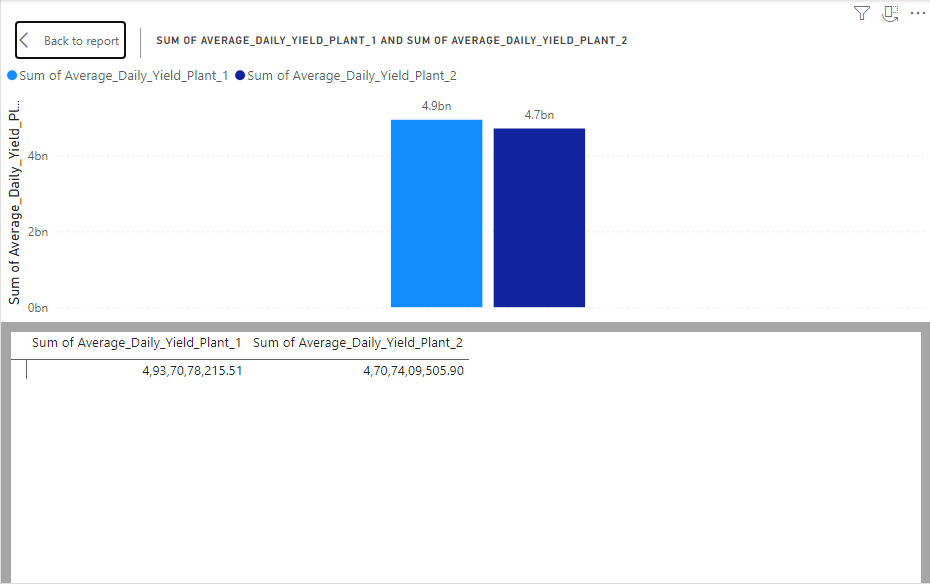 Back to report
SUM OF AVERAGE_DAILY_YIELD_PLANT_1 AND SUM OF AVERAGE_DAILY_YIELD_PLANT_2
Sum of Average_Daily_Yield_Plant_1 Sum of Average_Daily_Yield_Plant_2
Sum of Average_Daily_Yield_Pl...
4.9bn
4.7bn
4bn
2bn
0bn
Sum of Average_Daily_Yield_Plant_1 Sum of Average_Daily_Yield_Plant_2
4,93,70,78,215.51 4,70,74,09,505.90